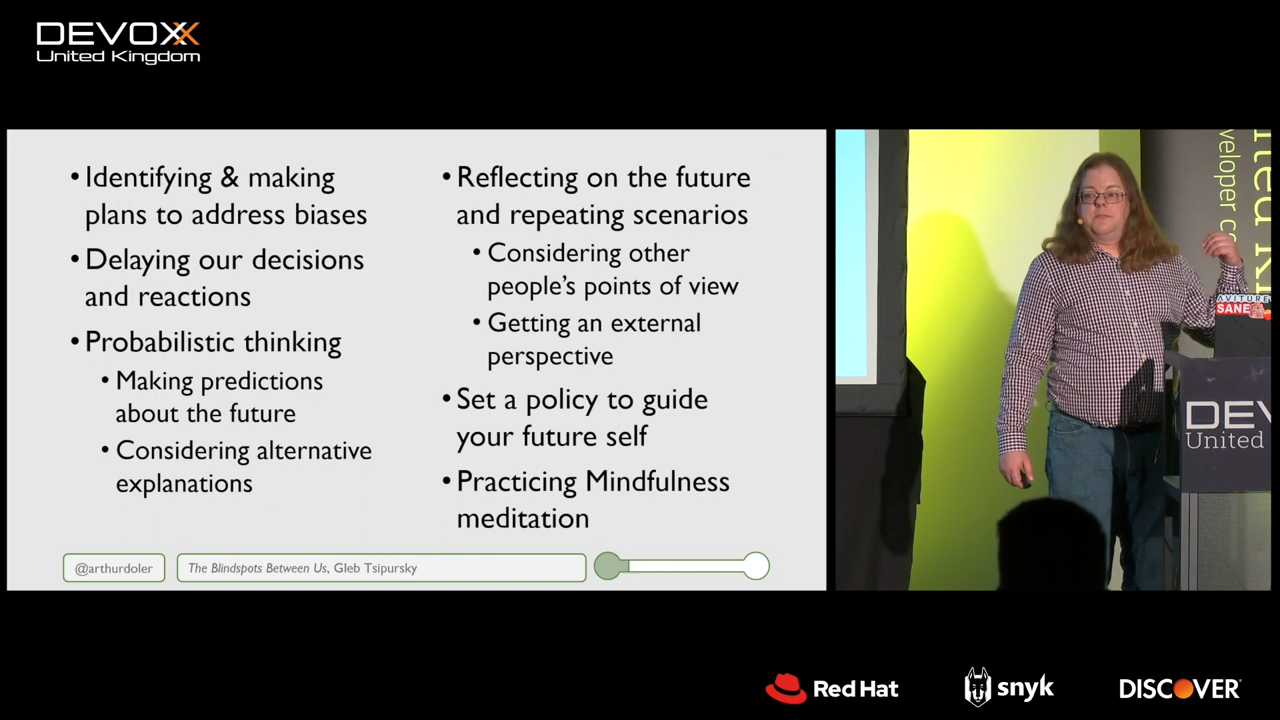 DEVOXX
United Kingdom
• Identifying & making
plans to address biases
• Delaying our decisions
and reactions
• Probabilistic thinking
• Making predictions
about the future
• Considering alternative
explanations
• Reflecting on the future
and repeating scenarios
• Considering other
people's points of view
• Getting an external
perspective
• Set a policy to guide
your future self
• Practicing Mindfulness
meditation
@arthurdoler
The Blindspots Between Us, Gleb Tsipursky
veloper co
AVITURE
SANE
DEV
United
Red Hat
snyk
DISCOVER